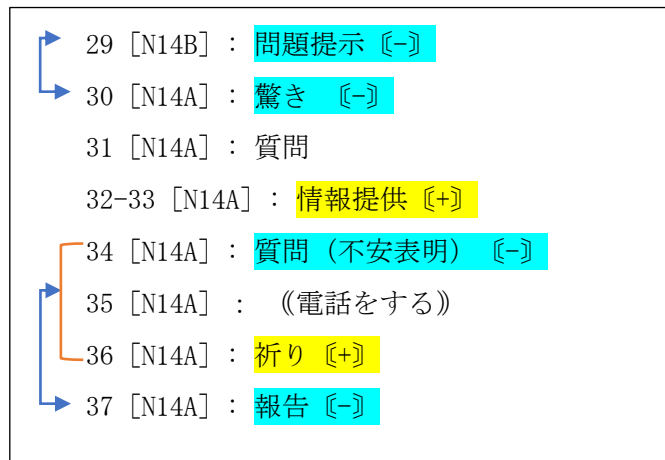 29 [N14B] : 問題提示〔-〕
30 [N14A] : 驚き 〔-〕
31 [N14A] : 質問
32-33 [N14A] : 情報提供〔+〕
34 [N14A] : 質問（不安表明）〔-〕
35 [N14A] : ⸨電話をする⸩
36 [N14A] : 祈り〔+〕
37 [N14A] : 報告〔-〕